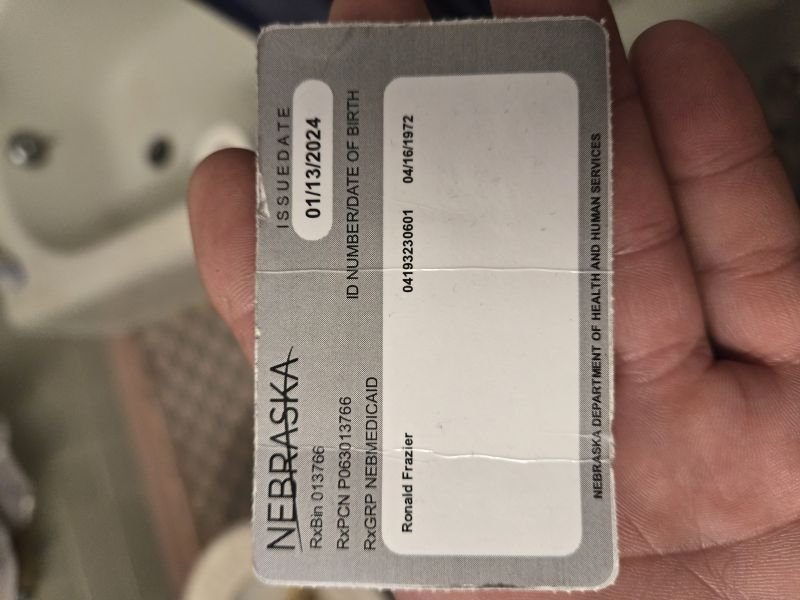 NEBRASKA
ISSUEDATE
01/13/2024
RxBin 013766
RxPCN P063013766
RxGRP NEBMEDICAID
ID NUMBER/DATE OF BIRTH
Ronald Frazier 04193230601 04/16/1972
NEBRASKA DEPARTMENT OF HEALTH AND HUMAN SERVICES